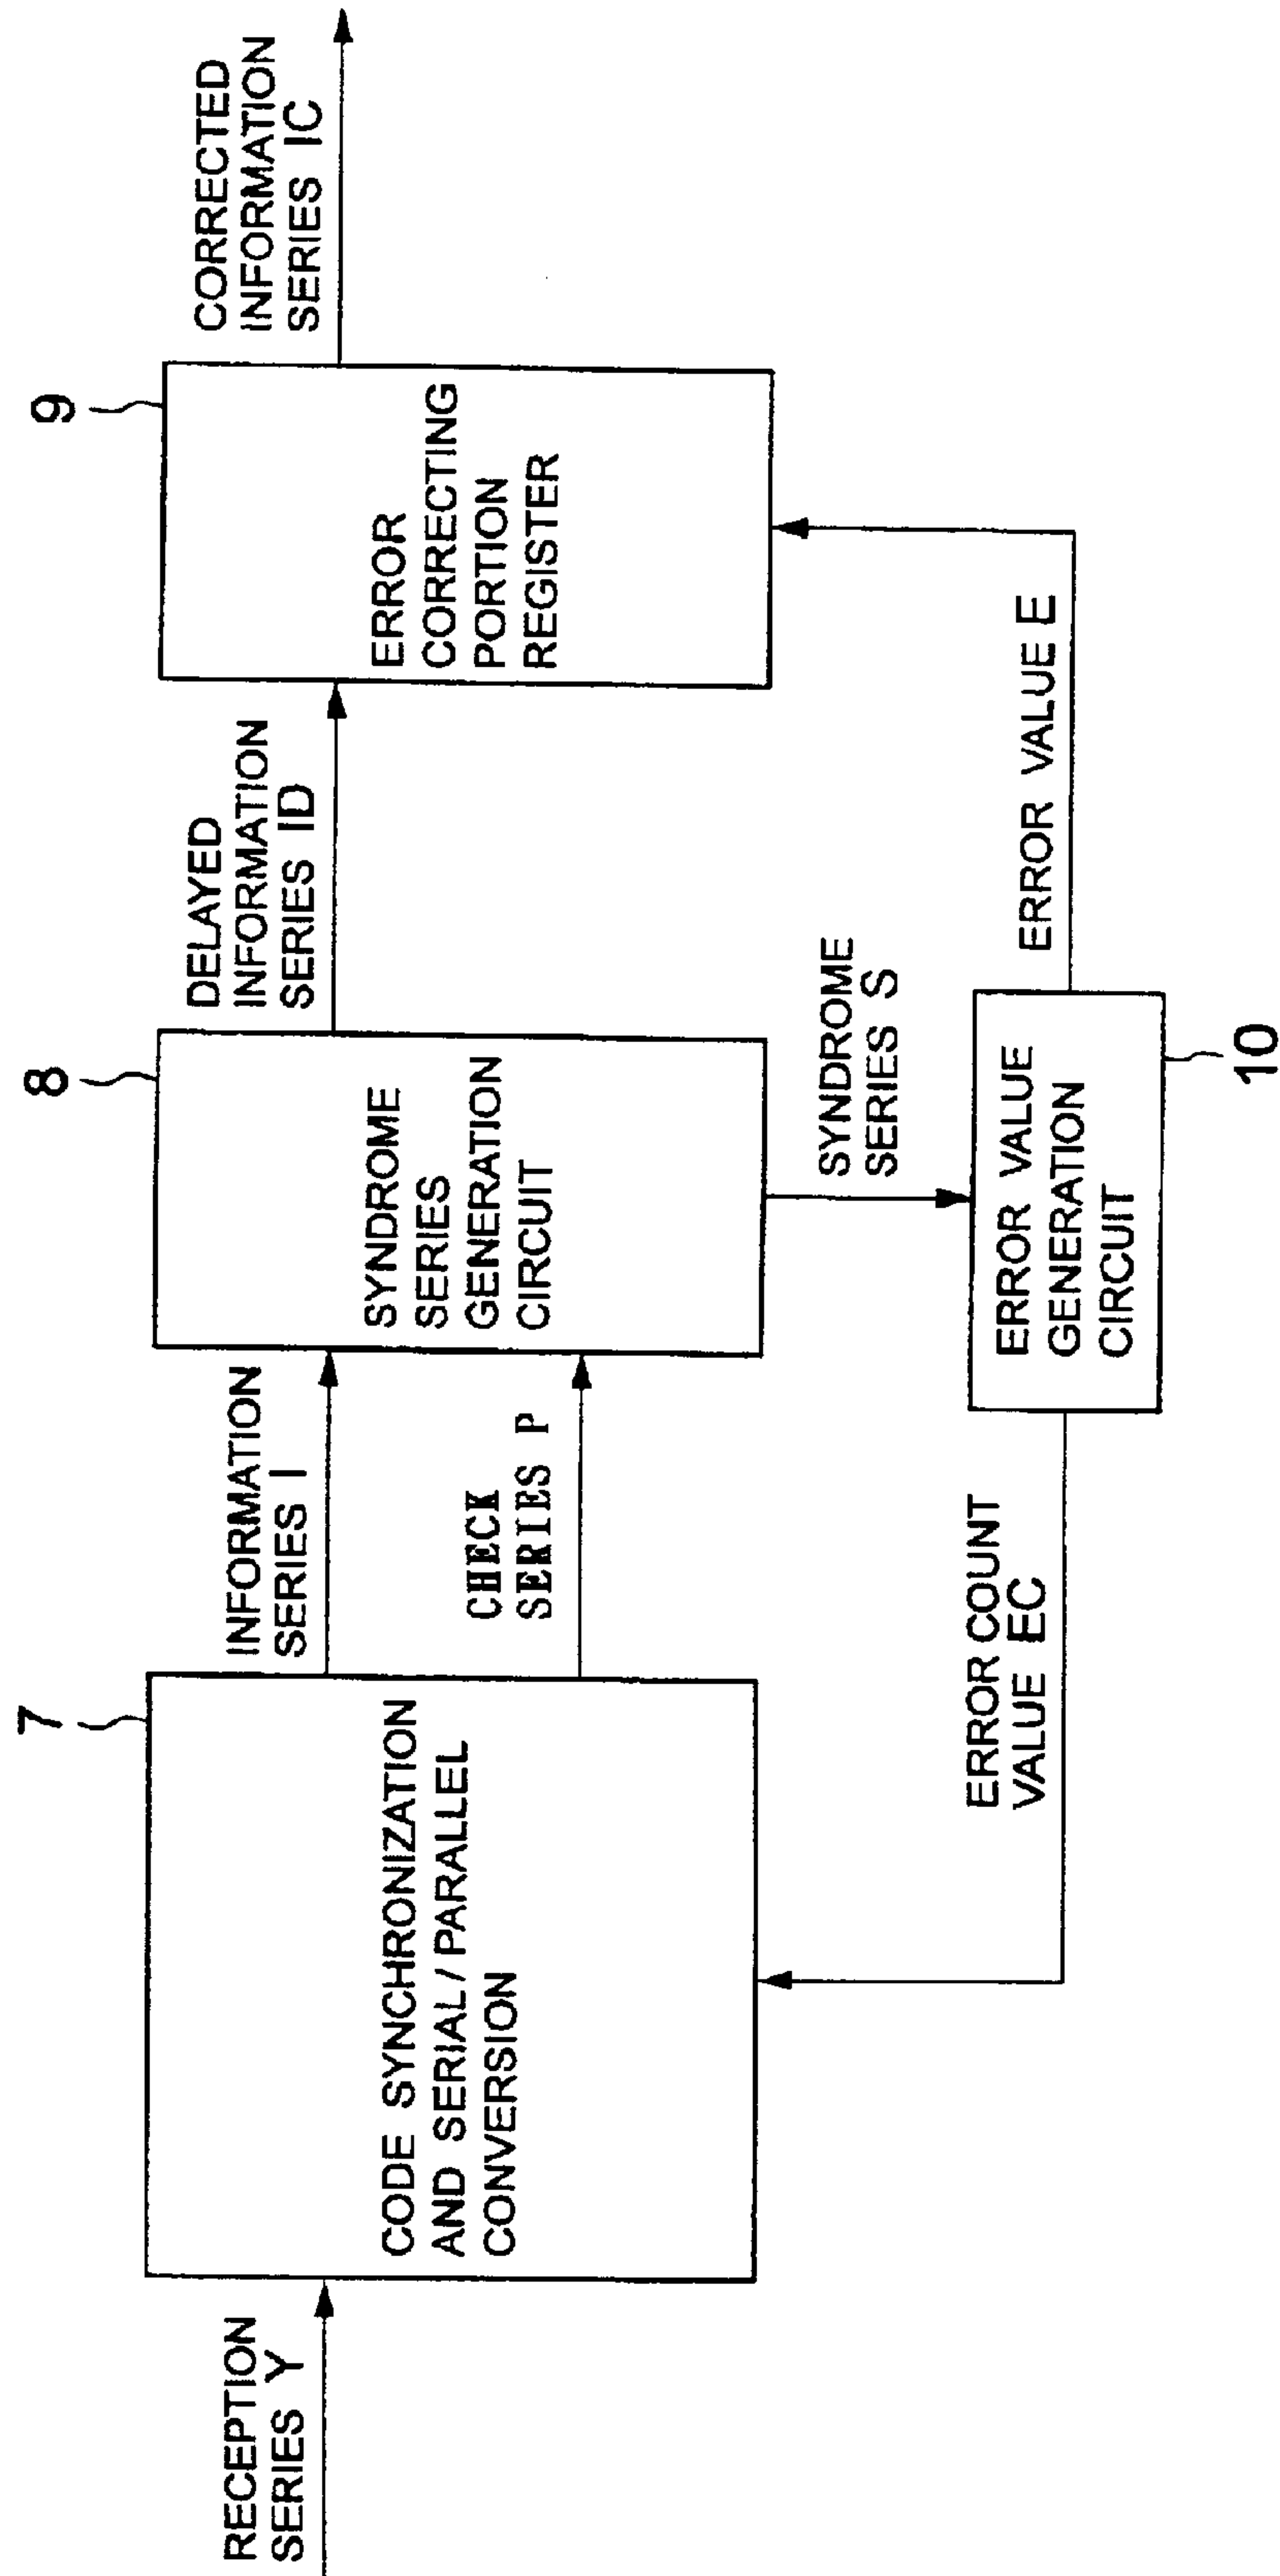 RECEPTION
SERIES Y
7
CODE SYNCHRONIZATION
AND SERIAL / PARALLEL
CONVERSION
INFORMATION
SERIES I
CHECK
SERIES P
8
SYNDROME
SERIES
GENERATION
CIRCUIT
DELAYED
INFORMATION
SERIES ID
9
ERROR
CORRECTING
PORTION
REGISTER
CORRECTED
INFORMATION
SERIES IC
ERROR COUNT
VALUE EC
SYNDROME
SERIES S
ERROR VALUE
GENERATION
CIRCUIT
10
ERROR VALUE E